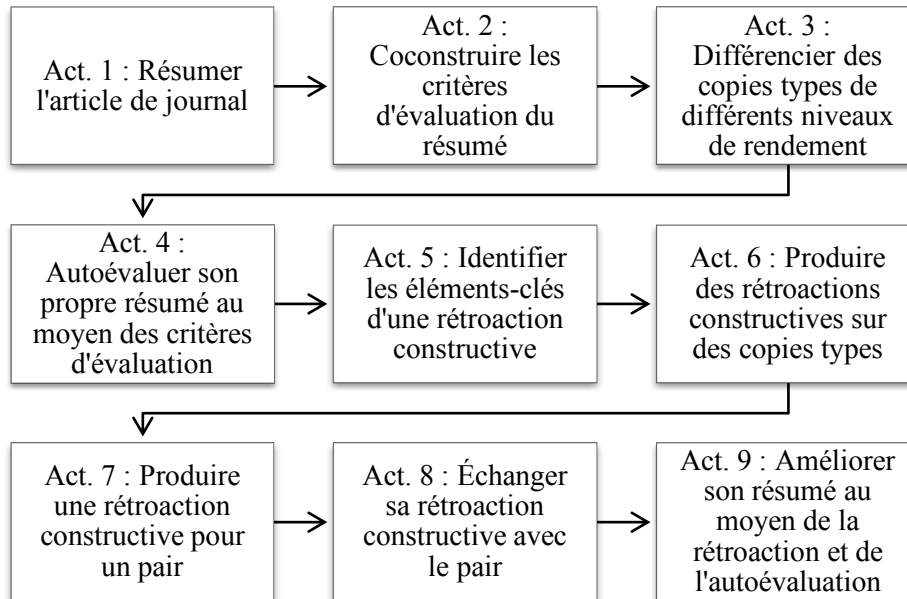 Act. 1 : Résumer
l'article de journal
Act. 2 :
Coconstruire les
critères
d'évaluation du
résumé
Act. 3 :
Différencier des
copies types de
différents niveaux
de rendement
Act. 4 :
Autoévaluer son
propre résumé au
moyen des critères
d'évaluation
Act. 5 : Identifier
les éléments-clés
d'une rétroaction
constructive
Act. 6 : Produire
des rétroactions
constructives sur
des copies types
Act. 7 : Produire
une rétroaction
constructive pour
un pair
Act. 8 : Échanger
sa rétroaction
constructive avec
le pair
Act. 9 : Améliorer
son résumé au
moyen de la
rétroaction et de
l'autoévaluation